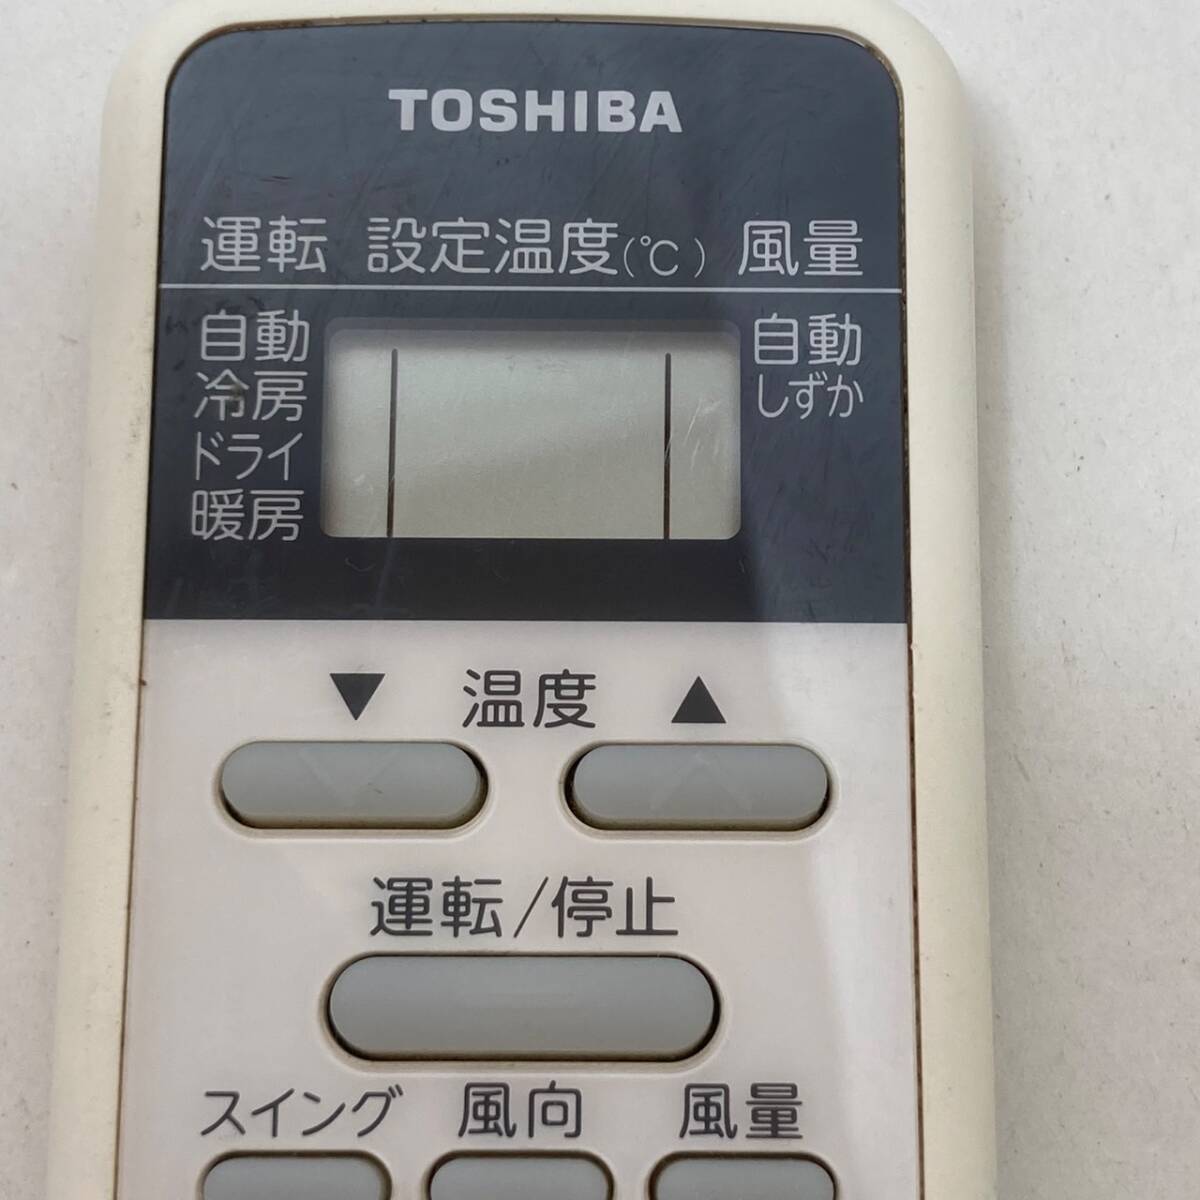 TOSHIBA
運転 設定温度(℃) 風量
自動
冷房
ドライ
暖房
自動
しずか
▼ 温度 ▲
運転/停止
スイング 風向 風量